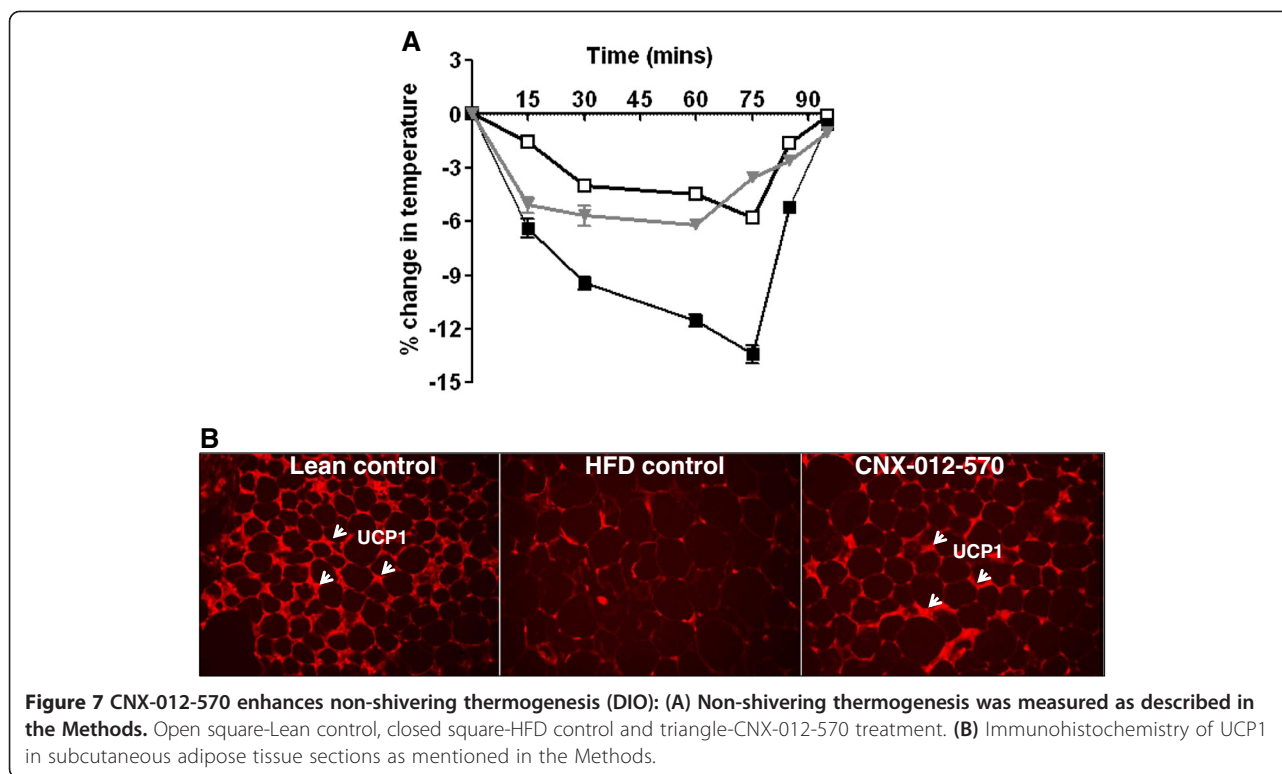 A
Time (mins)
3
15 30 45 60 75 90
0
-3
-6
-9
-12
-15
% change in temperature
B
Lean control
HFD control
CNX-012-570
UCP1
UCP1
Figure 7 CNX-012-570 enhances non-shivering thermogenesis (DIO): (A) Non-shivering thermogenesis was measured as described in
the Methods. Open square-Lean control, closed square-HFD control and triangle-CNX-012-570 treatment. (B) Immunohistochemistry of UCP1
in subcutaneous adipose tissue sections as mentioned in the Methods.